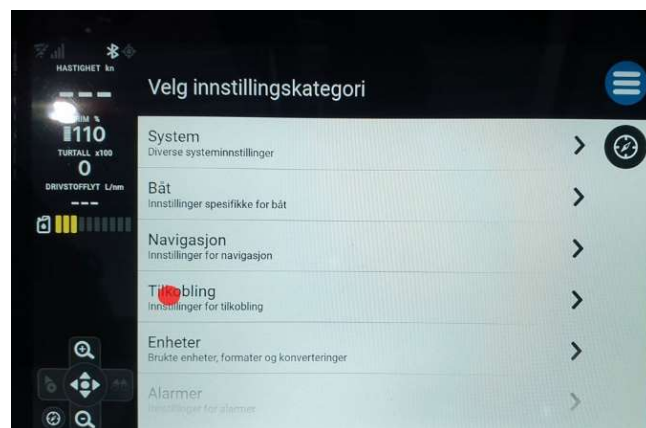 HASTIGHET kn
---
Velg innstillingskategori
%
110
TURTALL x100
0
DRIVSTOFFLYT L/nm
---
System
Diverse systeminnstillinger
Båt
Innstillinger spesifikke for båt
Navigasjon
Innstillinger for navigasjon
Tilkobling
Innstillinger for tilkobling
Enheter
Brukte enheter, formater og konverteringer
Alarmer
Innstillinger for alarmer